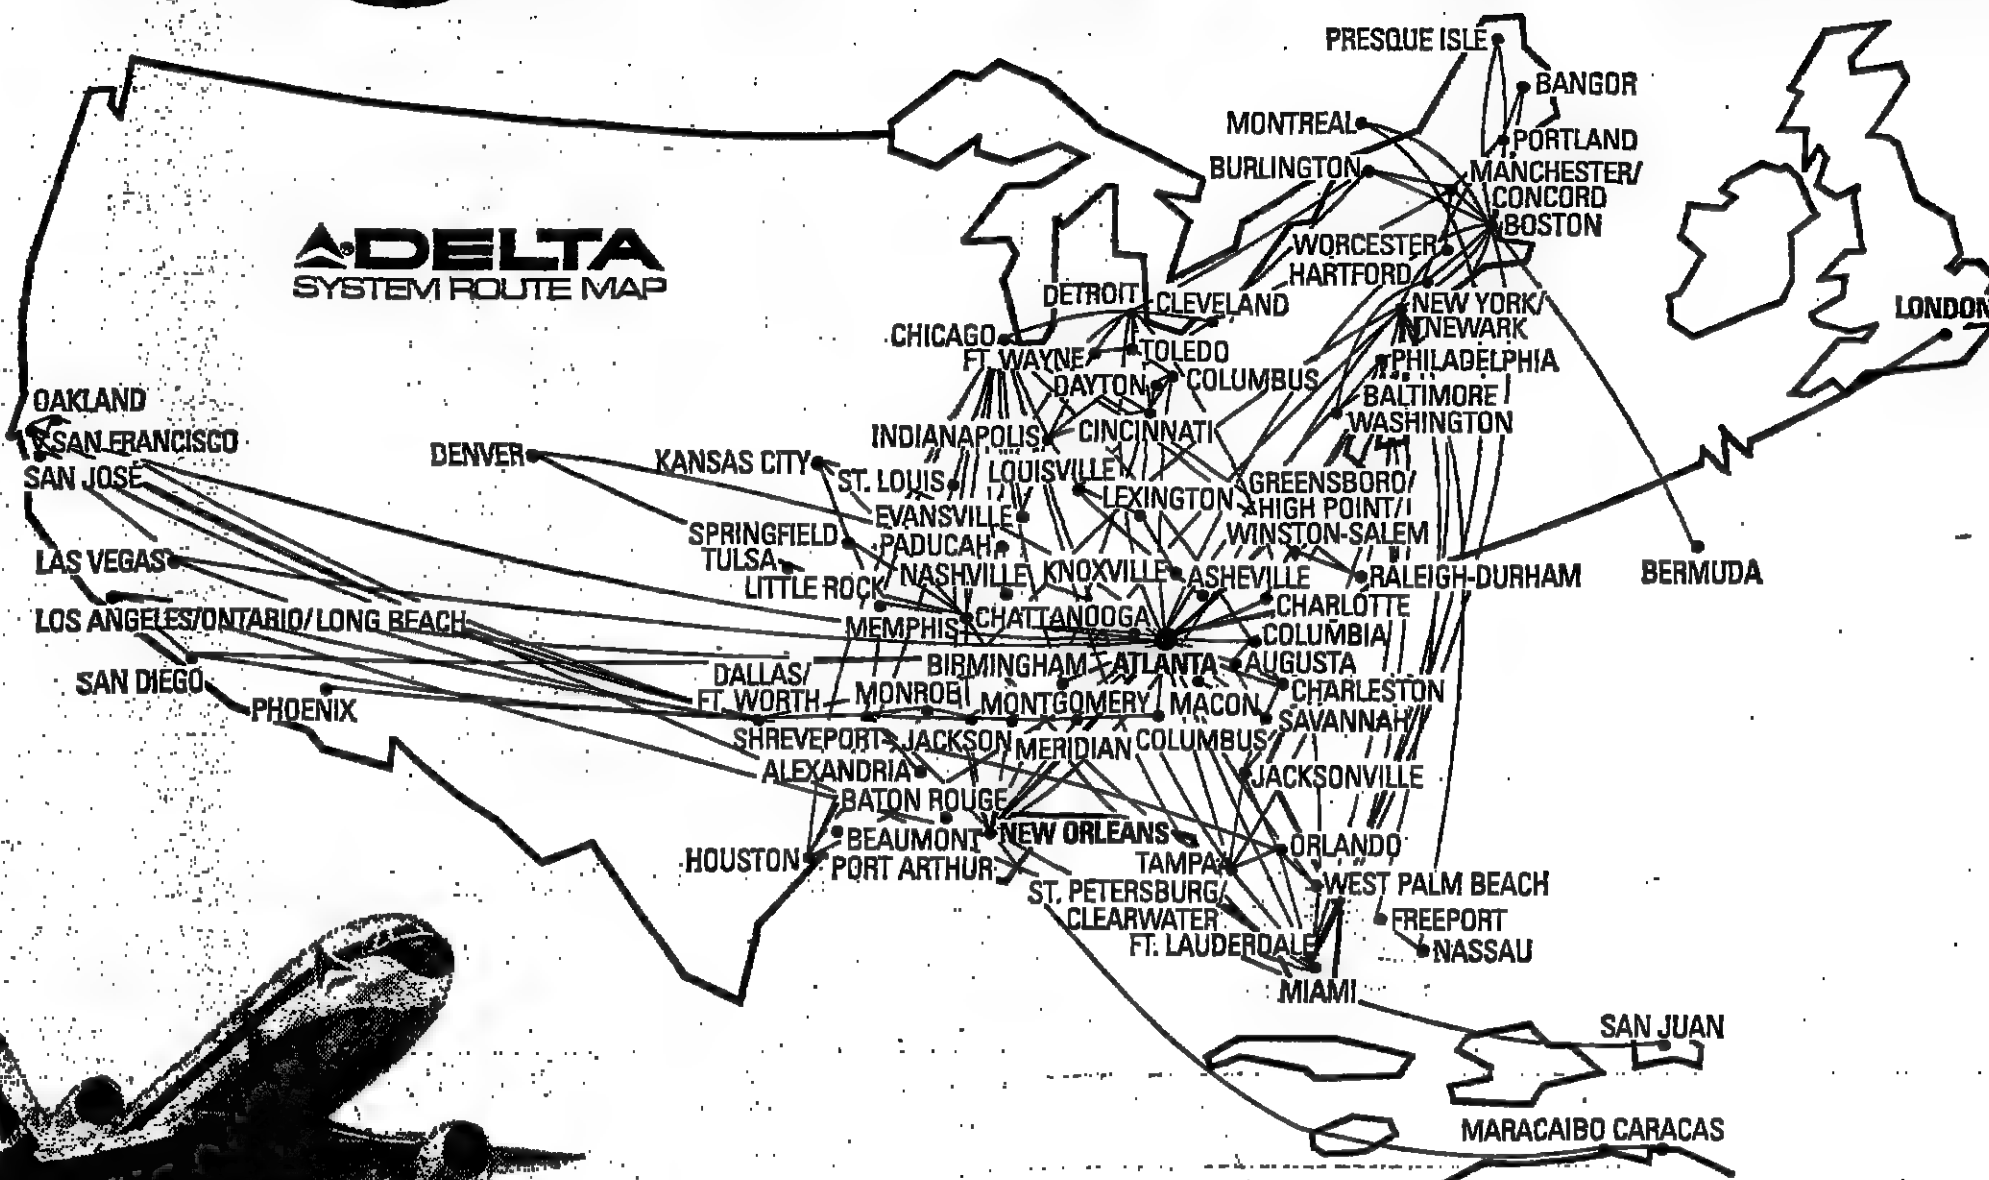 PRESQUE ISLE
BANGOR
MONTREAL
PORTLAND
BURLINGTON
MANCHESTER/
CONCORD
BOSTON
DELTA
SYSTEM ROUTE MAP
WORCESTER
HARTFORD
DETROIT
CLEVELAND
NEW YORK/
NEWARK
LONDON
CHICAGO
FT. WAYNE
TOLEDO
PHILADELPHIA
DAYTON
COLUMBUS
BALTIMORE
WASHINGTON
OAKLAND
SAN FRANCISCO
SAN JOSE
DENVER
KANSAS CITY
INDIANAPOLIS
CINCINNATI
ST. LOUIS
LOUISVILLE
LEXINGTON
GREENSBORO/
HIGH POINT/
WINSTON-SALEM
EVANSVILLE
SPRINGFIELD
PADUCAH
TULSA
LITTLE ROCK
NASHVILLE
KNOXVILLE
ASHEVILLE
RALEIGH-DURHAM
BERMUDA
LAS VEGAS
LOS ANGELES/ONTARIO/LONG BEACH
MEMPHIS
CHATTANOOGA
CHARLOTTE
COLUMBIA
SAN DIEGO
PHOENIX
DALLAS/
FT. WORTH
BIRMINGHAM
ATLANTA
AUGUSTA
MONROE
MONTGOMERY
MACON
CHARLESTON
SAVANNAH
SHREVEPORT
JACKSON
MERIDIAN
COLUMBUS
ALEXANDRIA
JACKSONVILLE
BATON ROUGE
BEAUMONT
PORT ARTHUR
NEW ORLEANS
HOUSTON
TAMPA
ORLANDO
ST. PETERSBURG/
CLEARWATER
WEST PALM BEACH
FREEPORT
FT. LAUDERDALE
NASSAU
MIAMI
SAN JUAN
MARACAIBO CARACAS